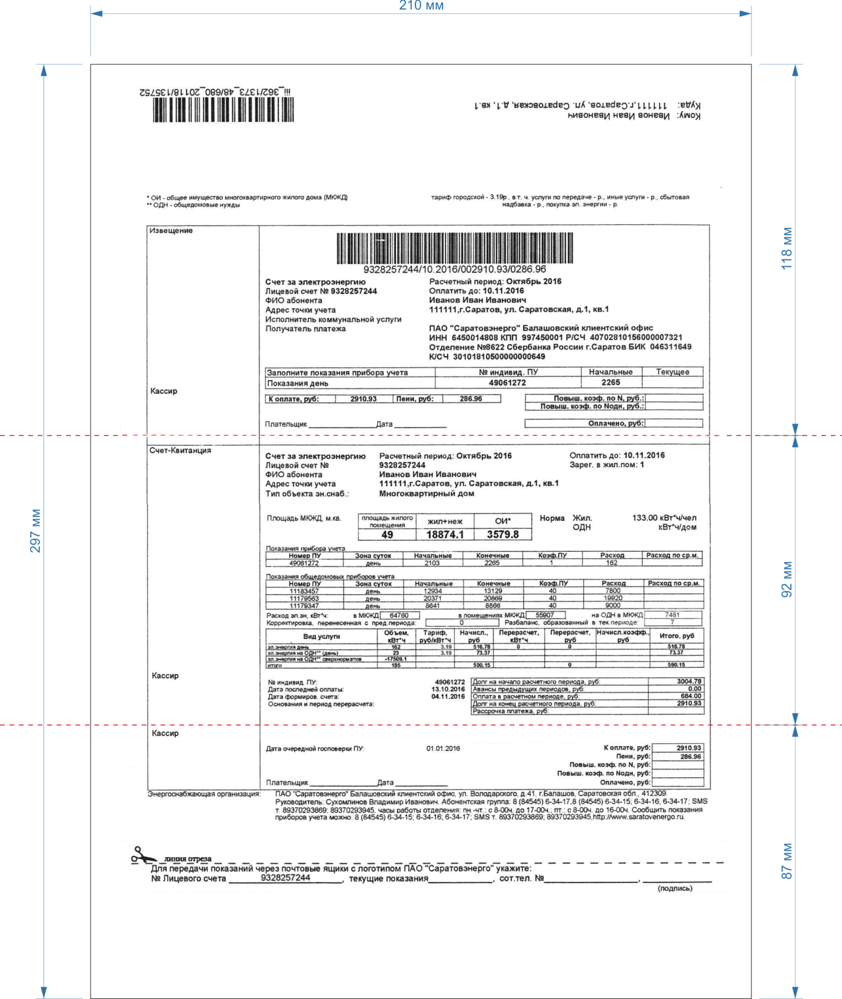 210 мм
iii_362/1373_48/680_20118/135752
Куда: 111111,г.Саратов, ул. Саратовская, д.1, кв.1
Кому: Иванов Иван Иванович
* ОИ - общее имущество многоквартирного жилого дома (МЮКД)
** ОДН - общедомовые нужды
тариф городской - 3.19р., в т. ч. услуги по передаче - р., иные услуги - р., сбытовая
надбавка - р., покупка эл. энергии - р.
118 мм
Извещение
9328257244/10.2016/002910.93/0286.96
Счет за электроэнергию Расчетный период: Октябрь 2016
Лицевой счет № 9328257244 Оплатить до: 10.11.2016
ФИО абонента Иванов Иван Иванович
Адрес точки учета 111111,г.Саратов, ул. Саратовская, д.1, кв.1
Исполнитель коммунальной услуги
Получатель платежа ПАО "Саратовэнерго" Балашовский клиентский офис
ИНН 6450014808 КПП 997450001 Р/СЧ 40702810156000007321
Отделение №8622 Сбербанка России г.Саратов БИК 046311649
К/СЧ 30101810500000000649
Заполните показания прибора учета № индивид. ПУ Начальные Текущее
Показания день 49061272 2265
Кассир
К оплате, руб: 2910.93 Пени, руб: 286.96 Повыш. коэф. по N, руб.:
Повыш. коэф. по Nодн, руб.:
Плательщик Дата Оплачено, руб:
Счет-Квитанция
Счет за электроэнергию Расчетный период: Октябрь 2016 Оплатить до: 10.11.2016
Лицевой счет № 9328257244 Зарег. в жил.пом: 1
ФИО абонента Иванов Иван Иванович
Адрес точки учета 111111,г.Саратов, ул. Саратовская, д.1, кв.1
Тип объекта эн.снаб.: Многоквартирный дом
297 мм
92 мм
Площадь МЮКД, м.кв. площадь жилого помещения жил+неж ОИ* Норма Жил. 133.00 кВт*ч/чел
49 18874.1 3579.8 ОДН кВт*ч/дом
Показания прибора учета
Номер ПУ Зона суток Начальные Конечные Коэф.ПУ Расход Расход по ср.м.
49061272 день 2103 2265 1 162
Показания общедомовых приборов учета
Номер ПУ Зона суток Начальные Конечные Коэф.ПУ Расход Расход по ср.м.
11183457 день 12934 13129 40 7800
11179563 день 20371 20869 40 19920
11179347 день 8641 8866 40 9000
Расход эл.эн, кВт*ч: в МЮКД 64760 в помещениях МЮКД 55907 на ОДН в МЮКД 7481
Корректировка, перенесенная с пред.периода: 0 Разбаланс, образованный в тек.периоде: 7
Вид услуги Объем, кВт*ч Тариф, руб/кВт*ч Начисл., руб Перерасчет, кВт*ч Перерасчет, руб Начисл.коэфф., руб Итого, руб
эл.энергия день 162 3.19 516.78 0 0 516.78
эл.энергия на ОДН** (день) 23 3.19 73.37 73.37
эл.энергия на ОДН** сверхнорматив -17509.1
итого 185 590.15 0 590.15
Кассир
№ индивид. ПУ: 49061272 Долг на начало расчетного периода, руб: 3004.78
Дата последней оплаты: 13.10.2016 Авансы предыдущих периодов, руб: 0.00
Дата формиров. счета: 04.11.2016 Оплата в расчетном периоде, руб: 684.00
Основания и период перерасчета: Долг на конец расчетного периода, руб: 2910.93
Рассрочка платежа, руб:
Кассир
Дата очередной госповерки ПУ: 01.01.2016 К оплате, руб: 2910.93
Пени, руб: 286.96
Повыш. коэф. по N, руб:
Повыш. коэф. по Nодн, руб:
Плательщик Дата Оплачено, руб:
Энергоснабжающая организация: ПАО "Саратовэнерго" Балашовский клиентский офис, ул. Володарского, д.41, г.Балашов, Саратовская обл., 412309.
Руководитель: Сухомлинов Владимир Иванович. Абонентская группа: 8 (84545) 6-34-17,8 (84545) 6-34-15; 6-34-16; 6-34-17; SMS
т. 89370293869; 89370293945, часы работы отделения: пн.-чт.: с 8-00ч. до 17-00ч.; пт.: с 8-00ч. до 16-00ч. Сообщить показания
приборов учета можно: 8 (84545) 6-34-15; 6-34-16; 6-34-17; SMS т. 89370293869; 89370293945,http://www.saratovenergo.ru.
87 мм
линия отреза
Для передачи показаний через почтовые ящики с логотипом ПАО "Саратовэнерго" укажите:
№ Лицевого счета 9328257244, текущие показания, сот.тел. №,
(подпись)